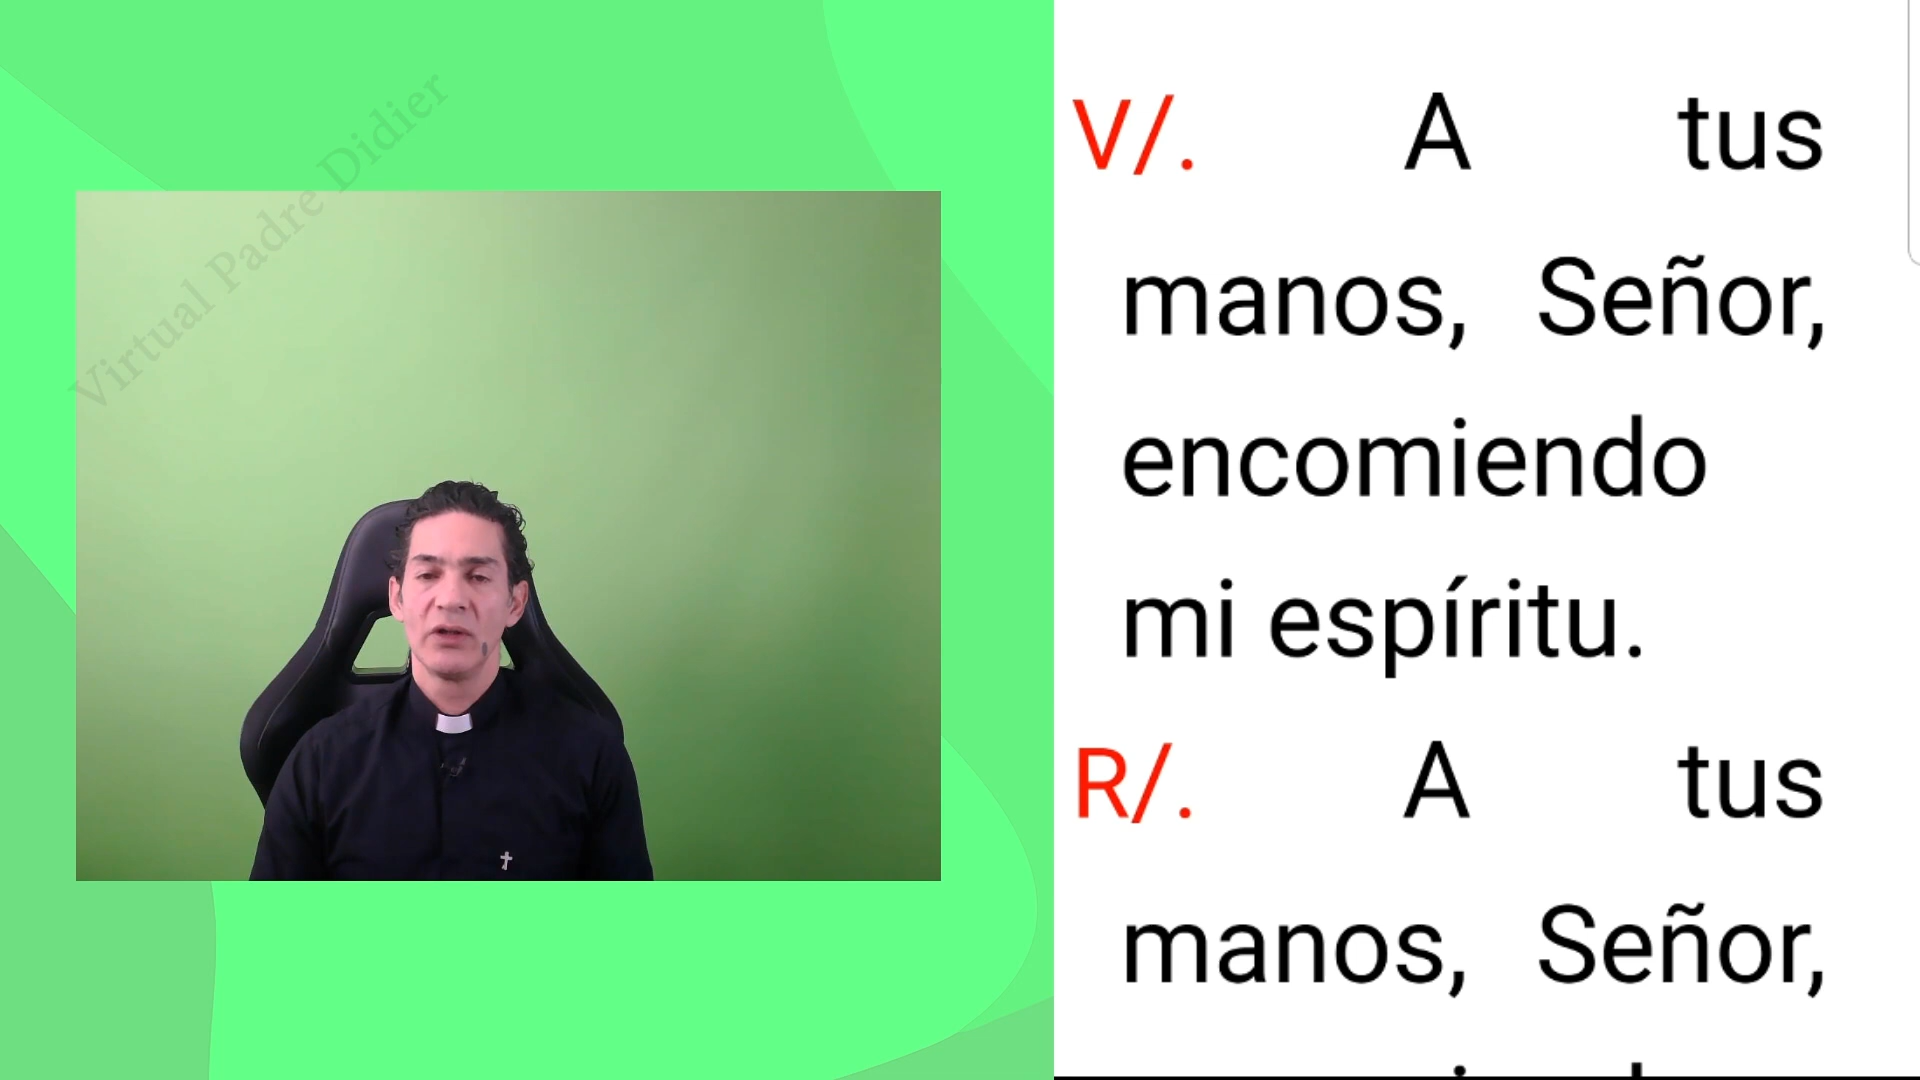 Virtual Padre Didier
V/. A tus
manos, Señor,
encomiendo
mi espíritu.
R/. A tus
manos, Señor,